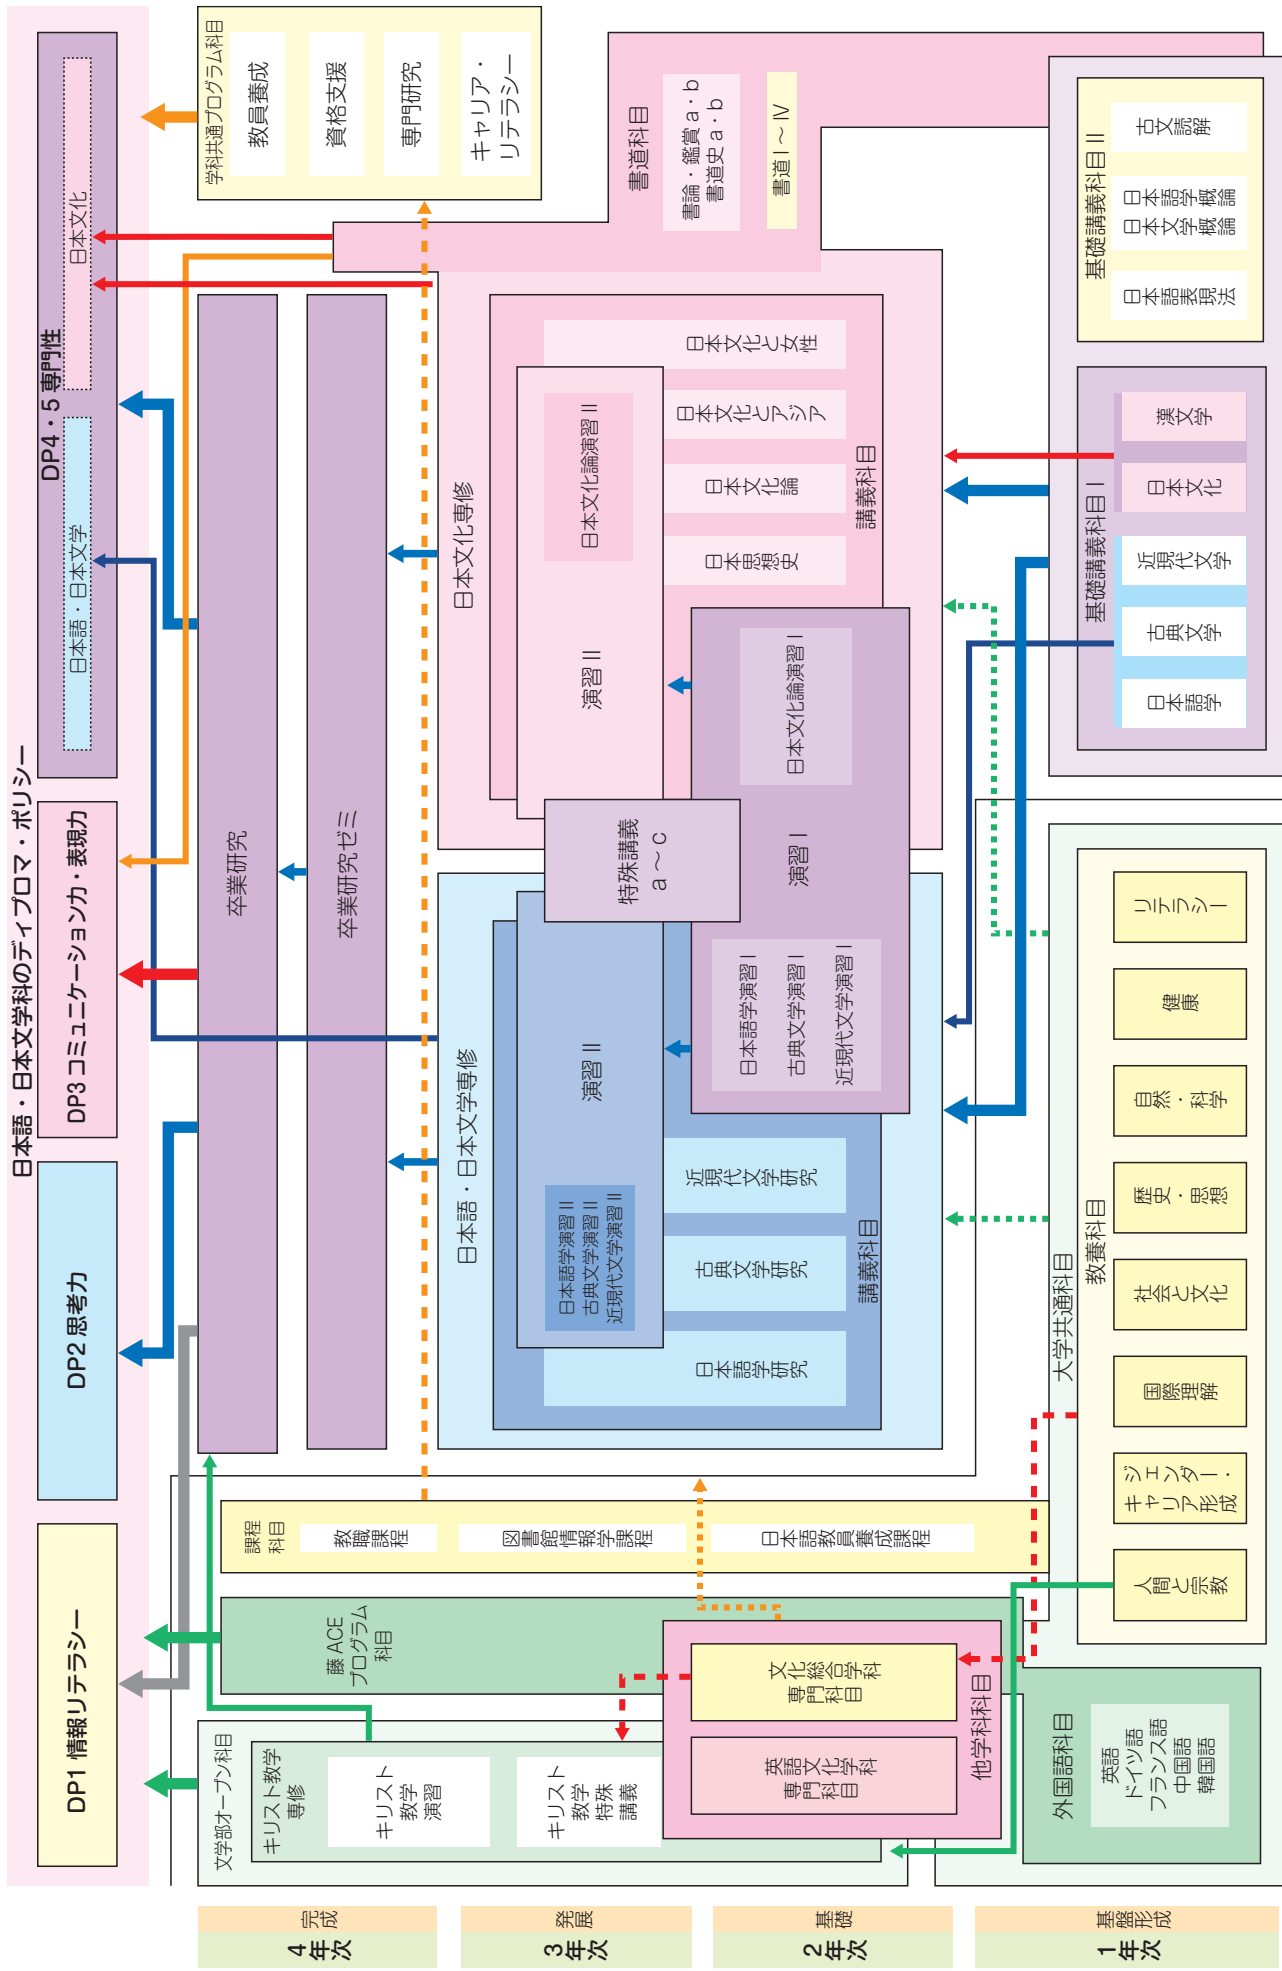 日本語・日本文学科のディプロマ・ポリシー
DP1 情報リテラシー
DP2 思考力
DP3 コミュニケーション力・表現力
DP4・5 専門性
日本語・日本文学
日本文化
4
年次
完成
3
年次
発展
2
年次
基礎
1
年次
基盤形成
文学部オープン科目
キリスト教学
専修
キリスト
教学
演習
キリスト
教学
特殊
講義
藤 ACE
プログラム
科目
課程
科目
教職課程
図書館情報学課程
日本語教員養成課程
他学科科目
英語文化学科
専門科目
文化総合学科
専門科目
卒業研究
卒業研究ゼミ
日本語・日本文学専修
演習 II
日本語学演習 II
古典文学演習 II
近現代文学演習 II
講義科目
日本語学研究
古典文学研究
近現代文学研究
特殊講義
a～c
演習 I
日本語学演習 I
古典文学演習 I
近現代文学演習 I
日本文化論演習 I
日本文化専修
演習 II
日本文化論演習 II
講義科目
日本思想史
日本文化論
日本文化とアジア
日本文化と女性
学科共通プログラム科目
教員養成
資格支援
専門研究
キャリア・
リテラシー
書道科目
書論・鑑賞 a・b
書道史 a・b
書道 I ～ IV
大学共通科目
外国語科目
英語
ドイツ語
フランス語
中国語
韓国語
教養科目
人間と宗教
ジェンダー・
キャリア形成
国際理解
社会と文化
歴史・思想
自然・科学
健康
リテラシー
基礎講義科目 I
日本語学
古典文学
近現代文学
日本文化
漢文学
基礎講義科目 II
日本語表現法
日本語学概論
日本文学概論
古文読解